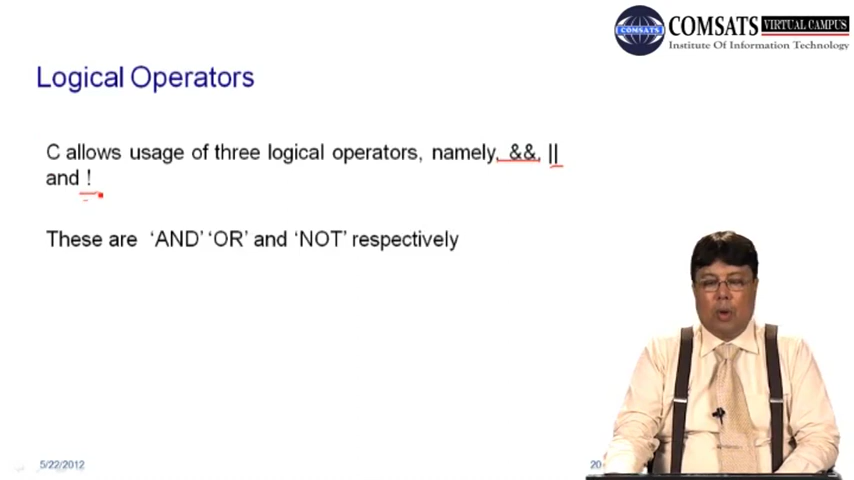 COMSATS
COMSATS VIRTUAL CAMPUS
Institute Of Information Technology
Logical Operators
C allows usage of three logical operators, namely, &&, ||
and !
These are ‘AND’ ‘OR’ and ‘NOT’ respectively
5/22/2012
20